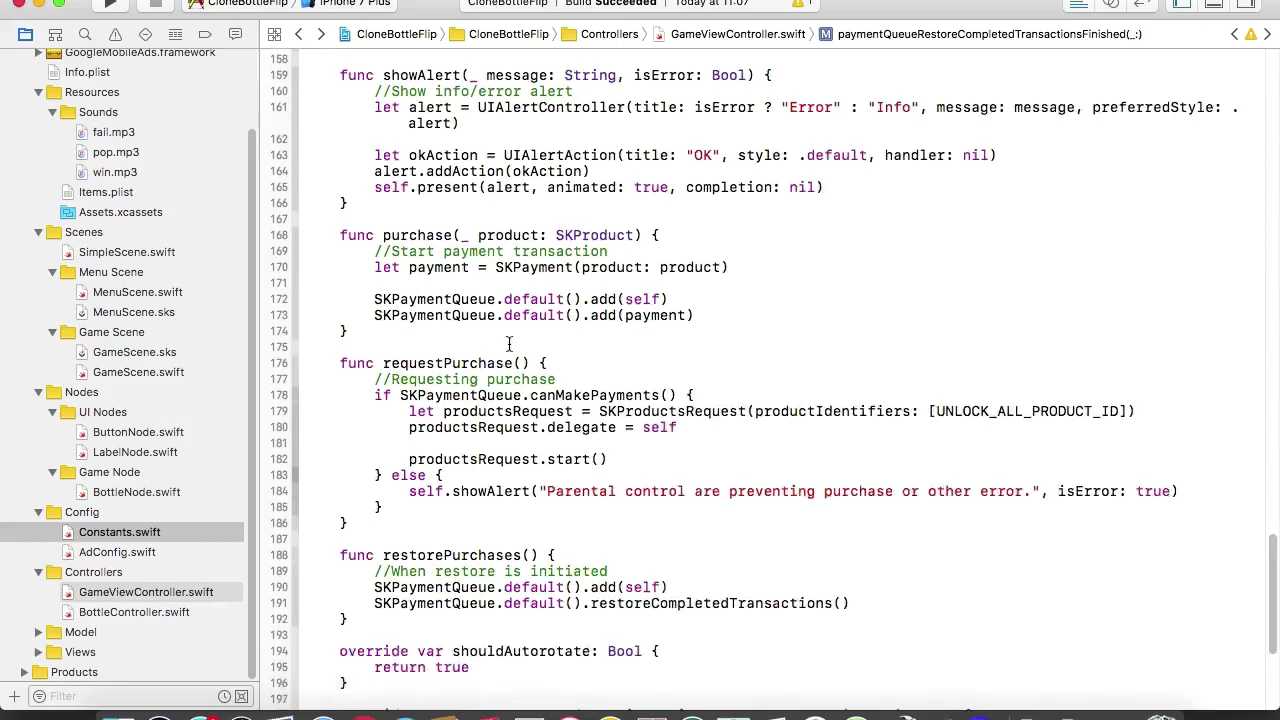 CloneBottleFlip iPhone 7 Plus CloneBottleFlip Build Succeeded Today at 11:07 1
CloneBottleFlip CloneBottleFlip Controllers GameViewController.swift M paymentQueueRestoreCompletedTransactionsFinished(_:)
GoogleMobileAds.framework
Info.plist
Resources
Sounds
fail.mp3
pop.mp3
win.mp3
Items.plist
Assets.xcassets
Scenes
SimpleScene.swift
Menu Scene
MenuScene.swift
MenuScene.sks
Game Scene
GameScene.sks
GameScene.swift
Nodes
UI Nodes
ButtonNode.swift
LabelNode.swift
Game Node
BottleNode.swift
Config
Constants.swift
AdConfig.swift
Controllers
GameViewController.swift
BottleController.swift
Model
Views
Products
Filter
158
159 func showAlert(_ message: String, isError: Bool) {
160 //Show info/error alert
161 let alert = UIAlertController(title: isError ? "Error" : "Info", message: message, preferredStyle: .
alert)
162
163 let okAction = UIAlertAction(title: "OK", style: .default, handler: nil)
164 alert.addAction(okAction)
165 self.present(alert, animated: true, completion: nil)
166 }
167
168 func purchase(_ product: SKProduct) {
169 //Start payment transaction
170 let payment = SKPayment(product: product)
171
172 SKPaymentQueue.default().add(self)
173 SKPaymentQueue.default().add(payment)
174 }
175
176 func requestPurchase() {
177 //Requesting purchase
178 if SKPaymentQueue.canMakePayments() {
179 let productsRequest = SKProductsRequest(productIdentifiers: [UNLOCK_ALL_PRODUCT_ID])
180 productsRequest.delegate = self
181
182 productsRequest.start()
183 } else {
184 self.showAlert("Parental control are preventing purchase or other error.", isError: true)
185 }
186 }
187
188 func restorePurchases() {
189 //When restore is initiated
190 SKPaymentQueue.default().add(self)
191 SKPaymentQueue.default().restoreCompletedTransactions()
192 }
193
194 override var shouldAutorotate: Bool {
195 return true
196 }
197